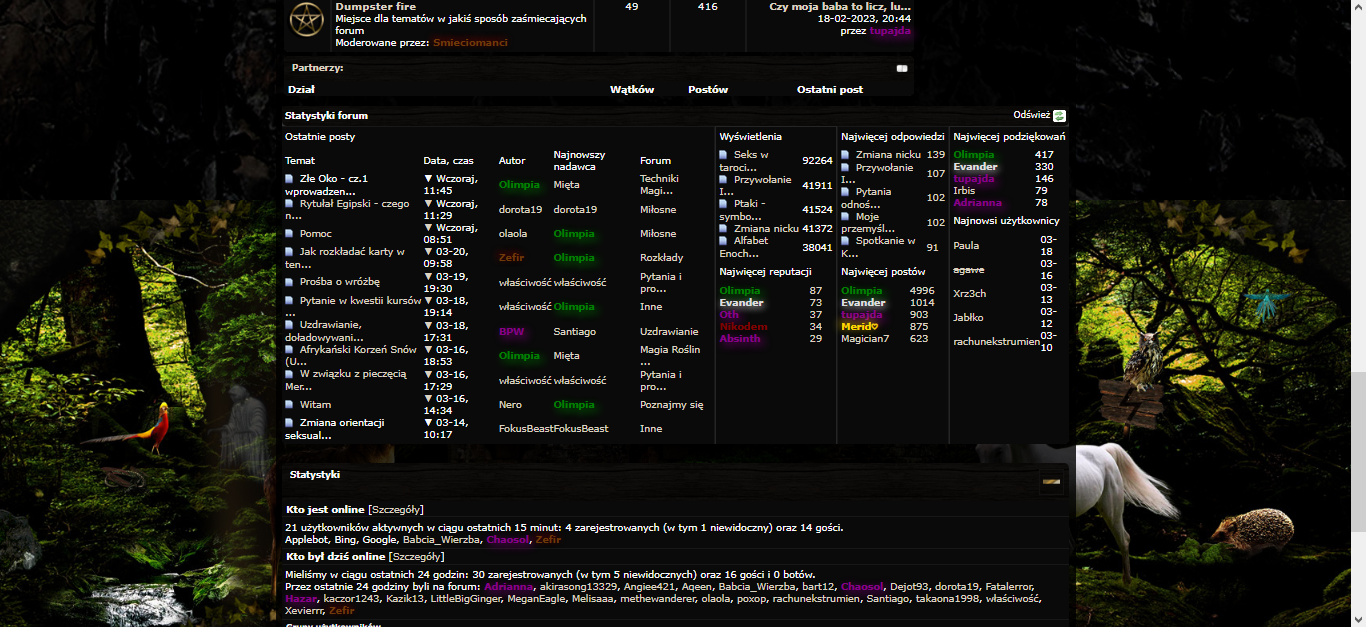 Dumpster fire 49 416 Czy moja baba to licz, lu...
Miejsce dla tematów w jakiś sposób zaśmiecających 18-02-2023, 20:44
forum przez tupajda
Moderowane przez: Smieciomanci
Partnerzy:
Dział Wątków Postów Ostatni post
Statystyki forum Odśwież
Ostatnie posty
Temat Data, czas Autor Najnowszy nadawca Forum
Złe Oko - cz.1 wprowadzen... ▼ Wczoraj, 11:45 Olimpia Mięta Techniki Magi...
Rytułał Egipski - czego n... ▼ Wczoraj, 11:29 dorota19 dorota19 Miłosne
Pomoc ▼ Wczoraj, 08:51 olaola Olimpia Miłosne
Jak rozkładać karty w ten... ▼ 03-20, 09:58 Zefir Olimpia Rozkłady
Prośba o wróżbę ▼ 03-19, 19:30 właściwość właściwość Pytania i pro...
Pytanie w kwestii kursów ... ▼ 03-18, 19:14 właściwość Olimpia Inne
Uzdrawianie, doładowywani... ▼ 03-18, 17:31 BPW Santiago Uzdrawianie
Afrykański Korzeń Snów (U... ▼ 03-16, 18:53 Olimpia Mięta Magia Roślin ...
W związku z pieczęcią Mer... ▼ 03-16, 17:29 właściwość właściwość Pytania i pro...
Witam ▼ 03-16, 14:34 Nero Olimpia Poznajmy się
Zmiana orientacji seksual... ▼ 03-14, 10:17 FokusBeast FokusBeast Inne
Wyświetlenia
Seks w taroci... 92264
Przywołanie I... 41911
Ptaki - symbo... 41524
Zmiana nicku 41372
Alfabet Enoch... 38041
Najwięcej reputacji
Olimpia 87
Evander 73
Oth 37
Nikodem 34
Absinth 29
Najwięcej odpowiedzi
Zmiana nicku 139
Przywołanie I... 107
Pytania odnoś... 102
Moje przemyśl... 102
Spotkanie w K... 91
Najwięcej postów
Olimpia 4996
Evander 1014
tupajda 903
Merid♡ 875
Magician7 623
Najwięcej podziękowań
Olimpia 417
Evander 330
tupajda 146
Irbis 79
Adrianna 78
Najnowsi użytkownicy
Paula 03-18
agawe 03-16
Xrz3ch 03-13
Jabłko 03-12
rachunekstrumien 03-10
Statystyki
Kto jest online [Szczegóły]
21 użytkowników aktywnych w ciągu ostatnich 15 minut: 4 zarejestrowanych (w tym 1 niewidoczny) oraz 14 gości.
Applebot, Bing, Google, Babcia_Wierzba, Chaosol, Zefir
Kto był dziś online [Szczegóły]
Mieliśmy w ciągu ostatnich 24 godzin: 30 zarejestrowanych (w tym 5 niewidocznych) oraz 16 gości i 0 botów.
Przez ostatnie 24 godziny byli na forum: Adrianna, akirasong13329, Angiee421, Aqeen, Babcia_Wierzba, bart12, Chaosol, Dejot93, dorota19, Fatalerror,
Hazar, kaczor1243, Kazik13, LittleBigGinger, MeganEagle, Melisaaa, methewanderer, olaola, poxop, rachunekstrumien, Santiago, takaona1998, właściwość,
Xevierrr, Zefir
Grupy użytkowników